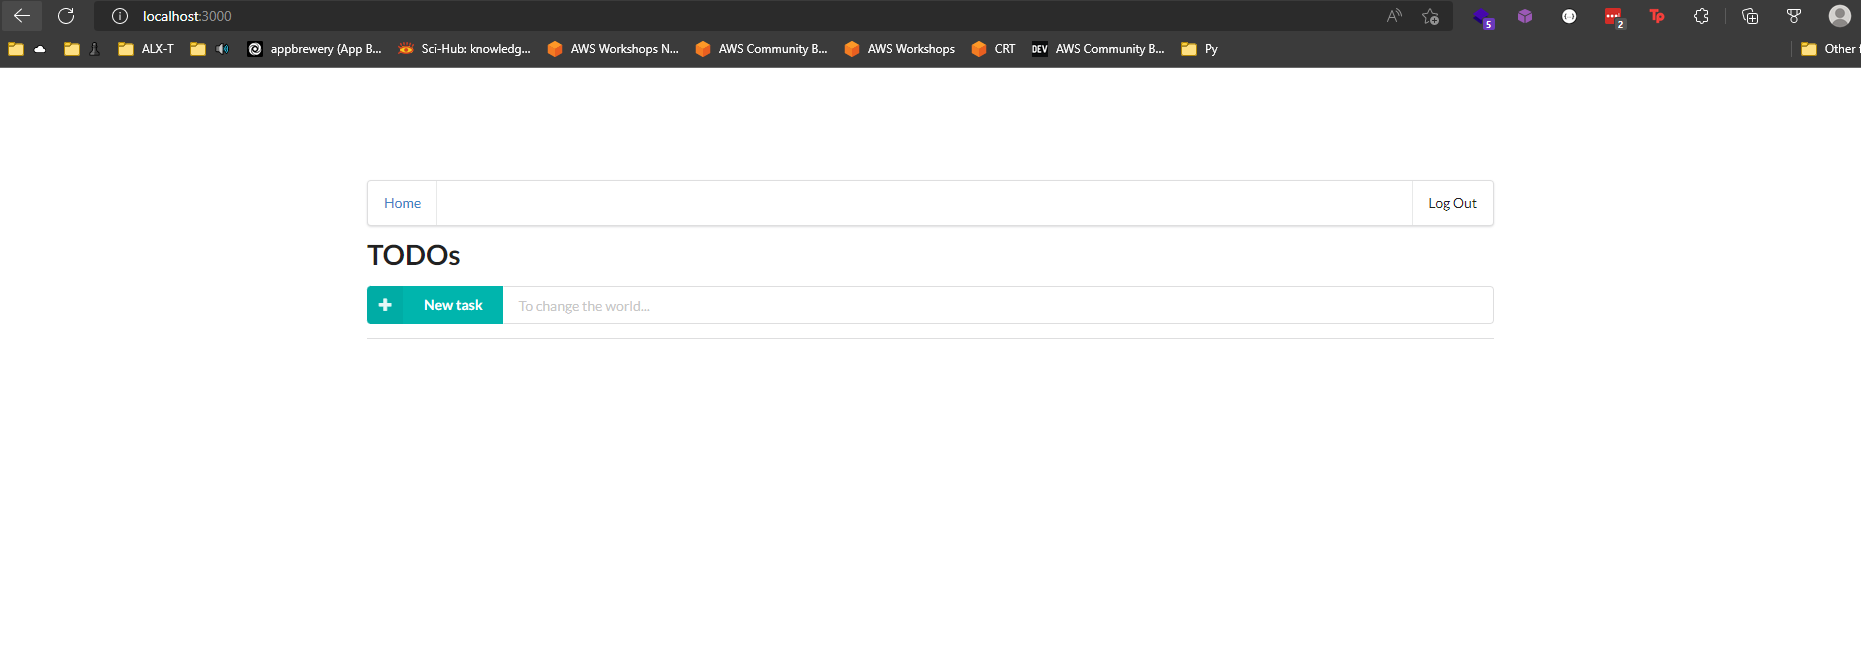 localhost:3000
5
2
Tp
ALX-T
appbrewery (App B...
Sci-Hub: knowledg...
AWS Workshops N...
AWS Community B...
AWS Workshops
CRT
DEV
AWS Community B...
Py
Other f
Home
Log Out
TODOs
New task
To change the world...